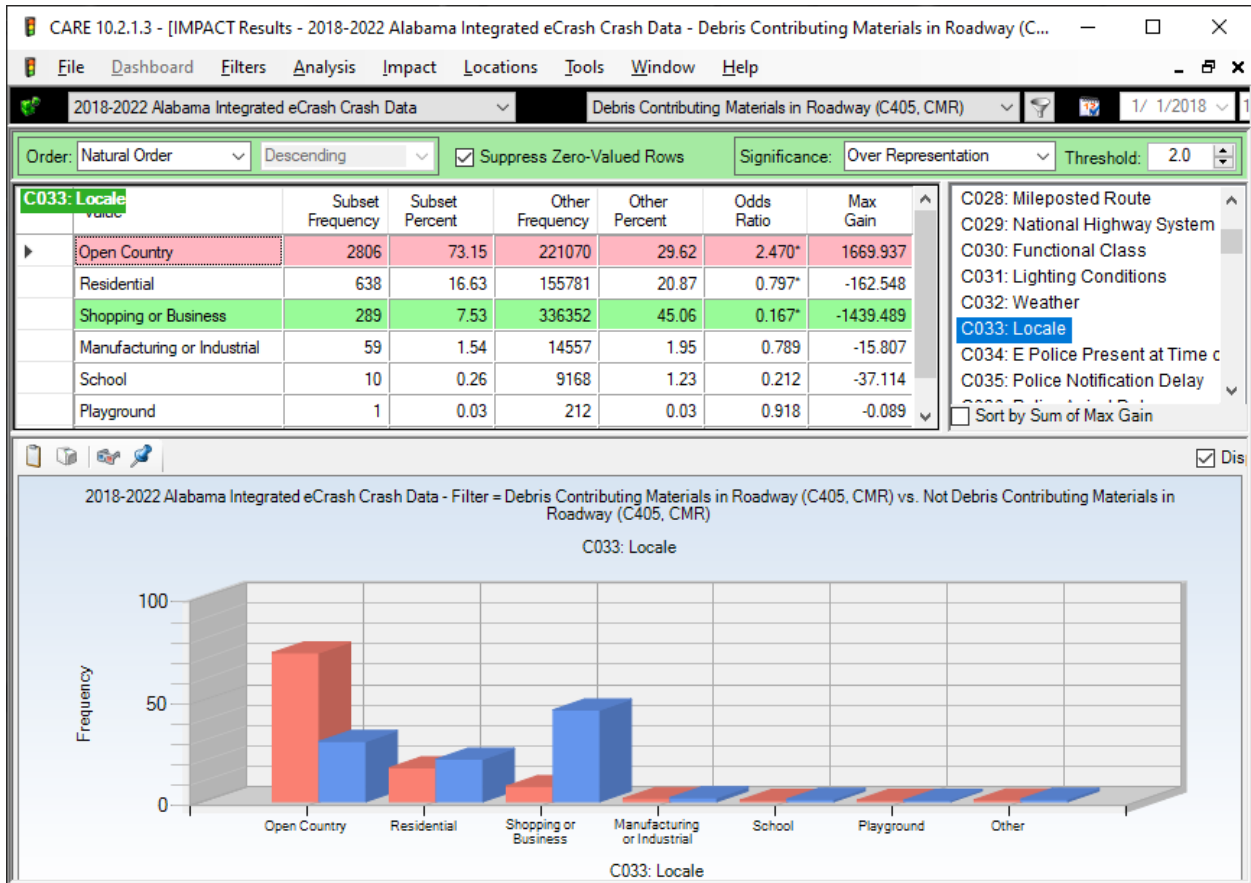 CARE 10.2.1.3 - [IMPACT Results - 2018-2022 Alabama Integrated eCrash Crash Data - Debris Contributing Materials in Roadway (C...
File Dashboard Filters Analysis Impact Locations Tools Window Help
2018-2022 Alabama Integrated eCrash Crash Data Debris Contributing Materials in Roadway (C405, CMR) 1/ 1/2018 1
Order: Natural Order Descending Suppress Zero-Valued Rows Significance: Over Representation Threshold: 2.0
C033: Locale Subset Frequency Subset Percent Other Frequency Other Percent Odds Ratio Max Gain
Open Country 2806 73.15 221070 29.62 2.470* 1669.937
Residential 638 16.63 155781 20.87 0.797* -162.548
Shopping or Business 289 7.53 336352 45.06 0.167* -1439.489
Manufacturing or Industrial 59 1.54 14557 1.95 0.789 -15.807
School 10 0.26 9168 1.23 0.212 -37.114
Playground 1 0.03 212 0.03 0.918 -0.089
C028: Mileposted Route
C029: National Highway System
C030: Functional Class
C031: Lighting Conditions
C032: Weather
C033: Locale
C034: E Police Present at Time
C035: Police Notification Delay
Sort by Sum of Max Gain
Dis
2018-2022 Alabama Integrated eCrash Crash Data - Filter = Debris Contributing Materials in Roadway (C405, CMR) vs. Not Debris Contributing Materials in
Roadway (C405, CMR)
C033: Locale
100
50
0
Frequency
Open Country Residential Shopping or Business Manufacturing or Industrial School Playground Other
C033: Locale